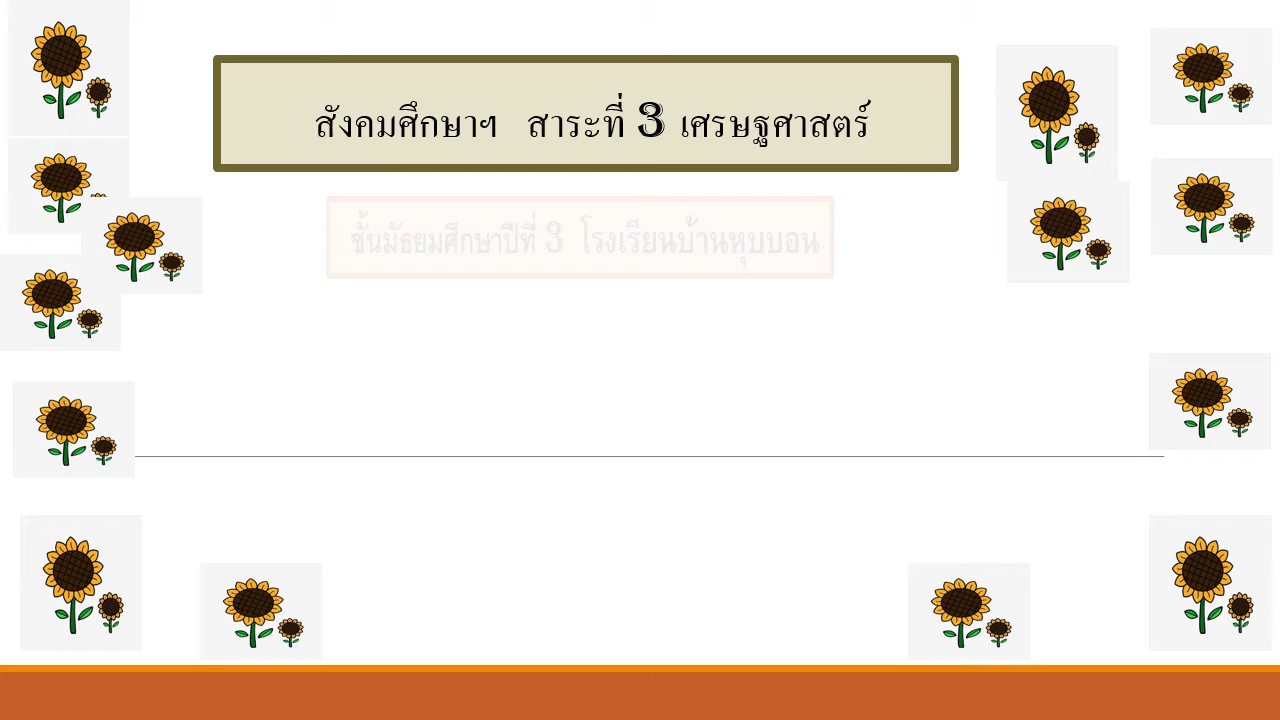 สังคมศึกษาฯ สาระที่ 3 เศรษฐศาสตร์
ชั้นมัธยมศึกษาปีที่ 3 โรงเรียนบ้านหุบบอน